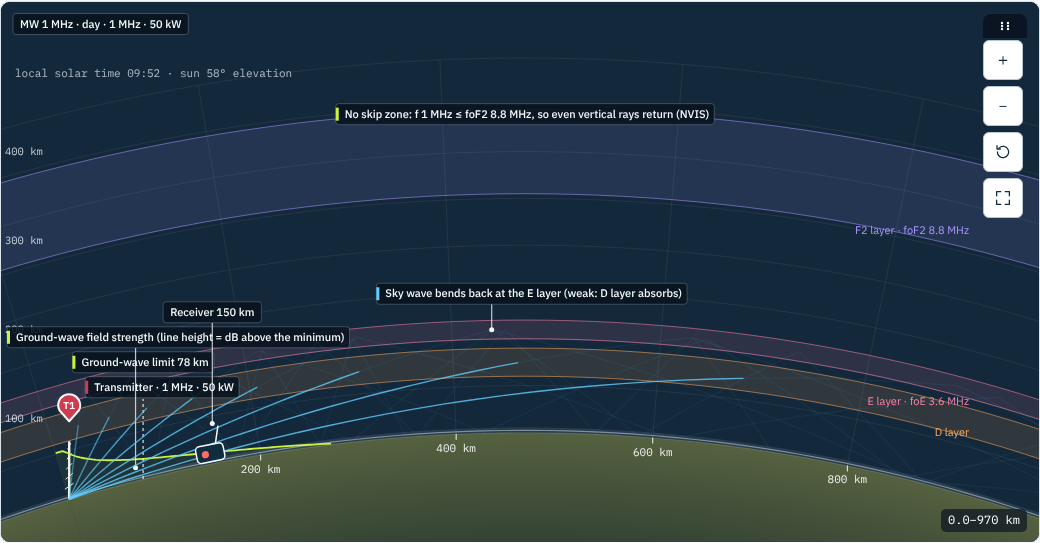 MW 1 MHz · day · 1 MHz · 50 kW
local solar time 09:52 · sun 58° elevation
No skip zone: f 1 MHz ≤ foF2 8.8 MHz, so even vertical rays return (NVIS)
400 km
F2 layer · foF2 8.8 MHz
300 km
Sky wave bends back at the E layer (weak: D layer absorbs)
Receiver 150 km
Ground-wave field strength (line height = dB above the minimum)
Ground-wave limit 78 km
Transmitter · 1 MHz · 50 kW
T1
E layer · foE 3.6 MHz
100 km
D layer
400 km
600 km
200 km
800 km
0.0–970 km